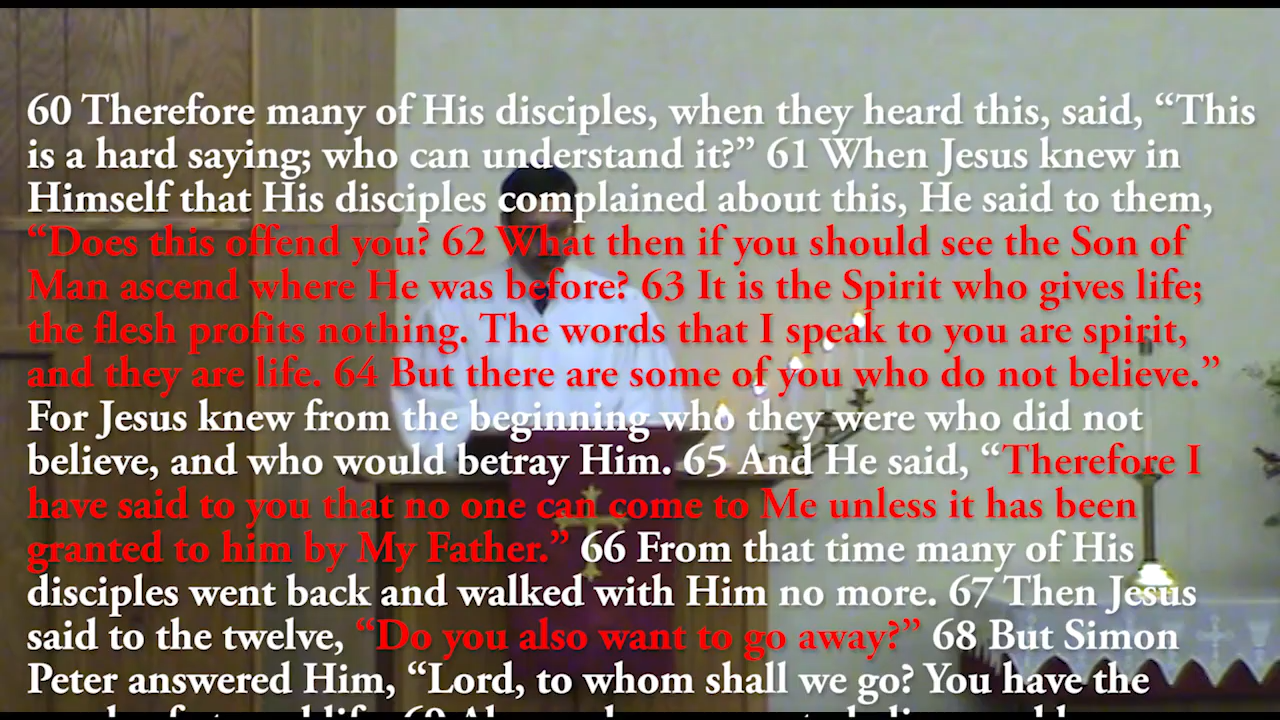 60 Therefore many of His disciples, when they heard this, said, “This
is a hard saying; who can understand it?” 61 When Jesus knew in
Himself that His disciples complained about this, He said to them,
“Does this offend you? 62 What then if you should see the Son of
Man ascend where He was before? 63 It is the Spirit who gives life;
the flesh profits nothing. The words that I speak to you are spirit,
and they are life. 64 But there are some of you who do not believe.”
For Jesus knew from the beginning who they were who did not
believe, and who would betray Him. 65 And He said, “Therefore I
have said to you that no one can come to Me unless it has been
granted to him by My Father.” 66 From that time many of His
disciples went back and walked with Him no more. 67 Then Jesus
said to the twelve, “Do you also want to go away?” 68 But Simon
Peter answered Him, “Lord, to whom shall we go? You have the